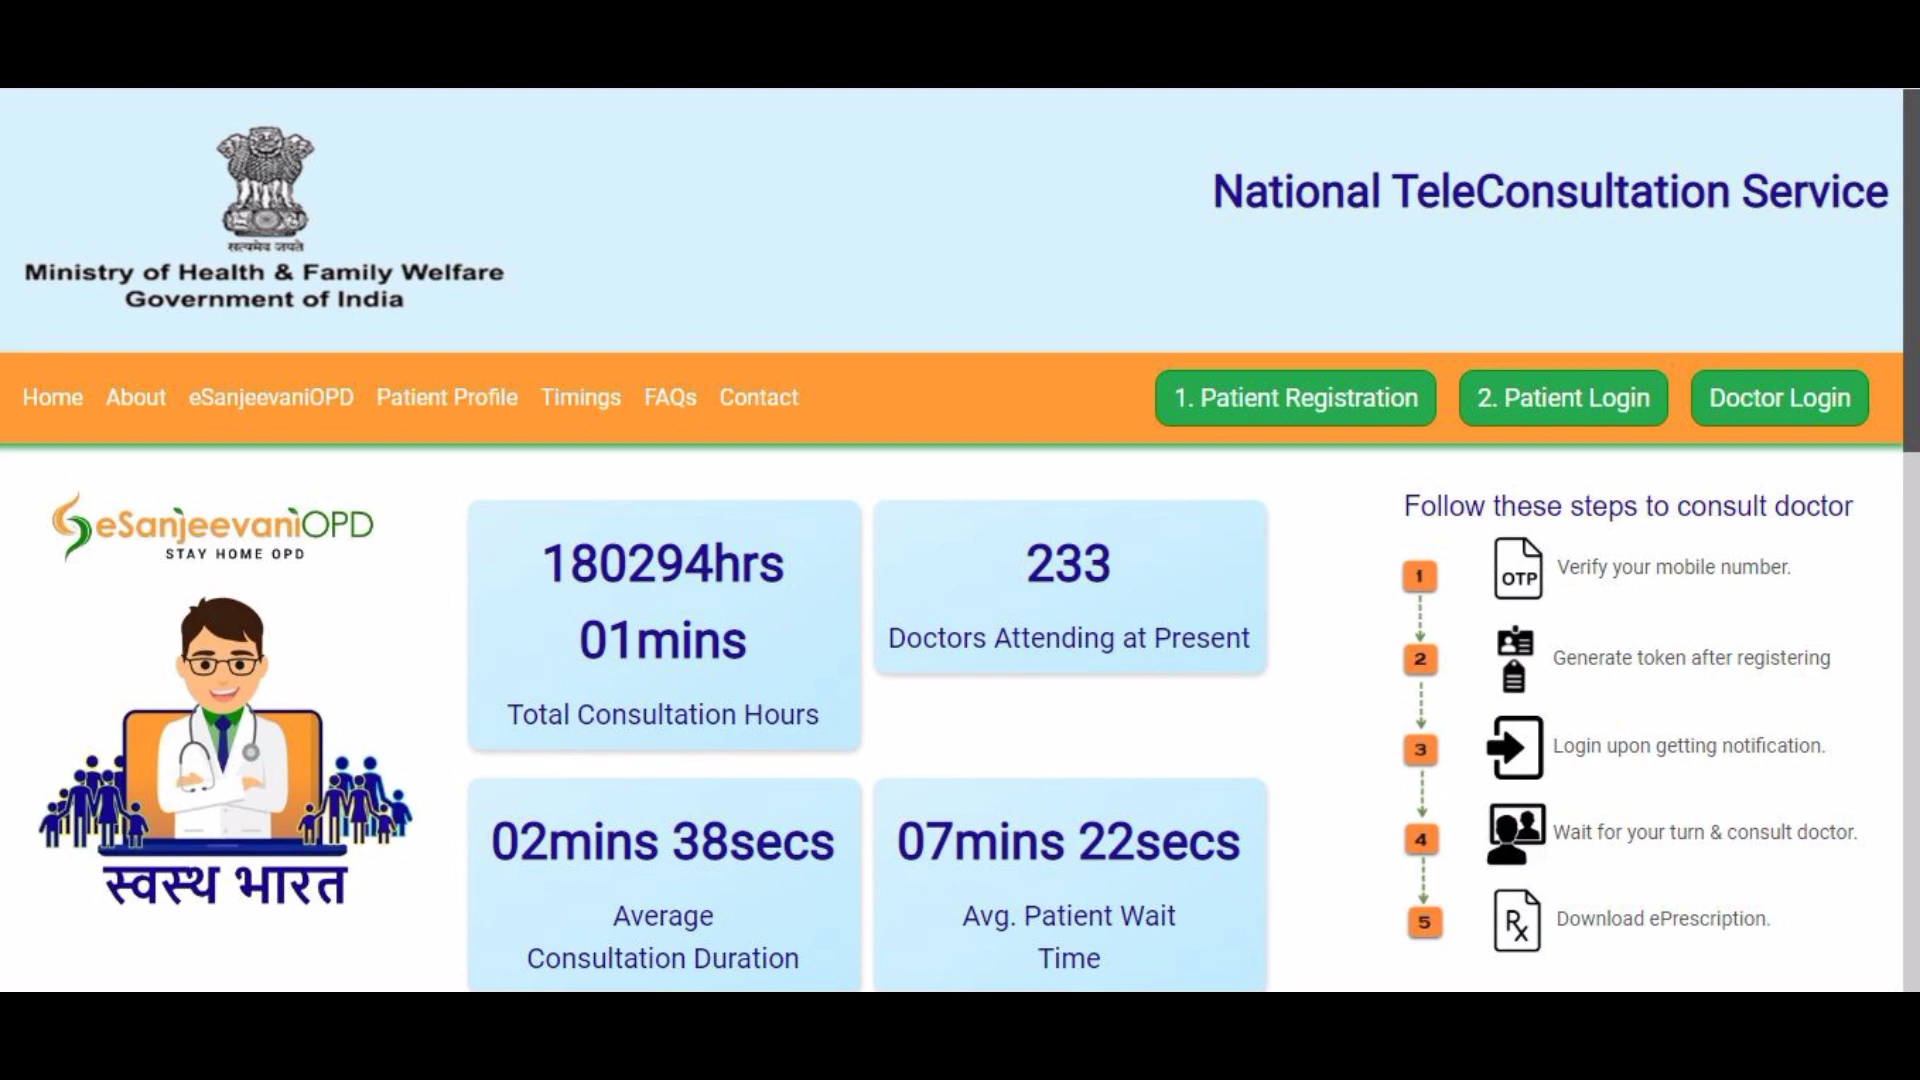 सत्यमेव जयते
Ministry of Health & Family Welfare
Government of India
National TeleConsultation Service
Home About eSanjeevaniOPD Patient Profile Timings FAQs Contact
1. Patient Registration
2. Patient Login
Doctor Login
eSanjeevaniOPD
STAY HOME OPD
स्वस्थ भारत
180294hrs
01mins
Total Consultation Hours
233
Doctors Attending at Present
02mins 38secs
Average
Consultation Duration
07mins 22secs
Avg. Patient Wait
Time
Follow these steps to consult doctor
1 OTP Verify your mobile number.
2 Generate token after registering
3 Login upon getting notification.
4 Wait for your turn & consult doctor.
5 Rx Download ePrescription.